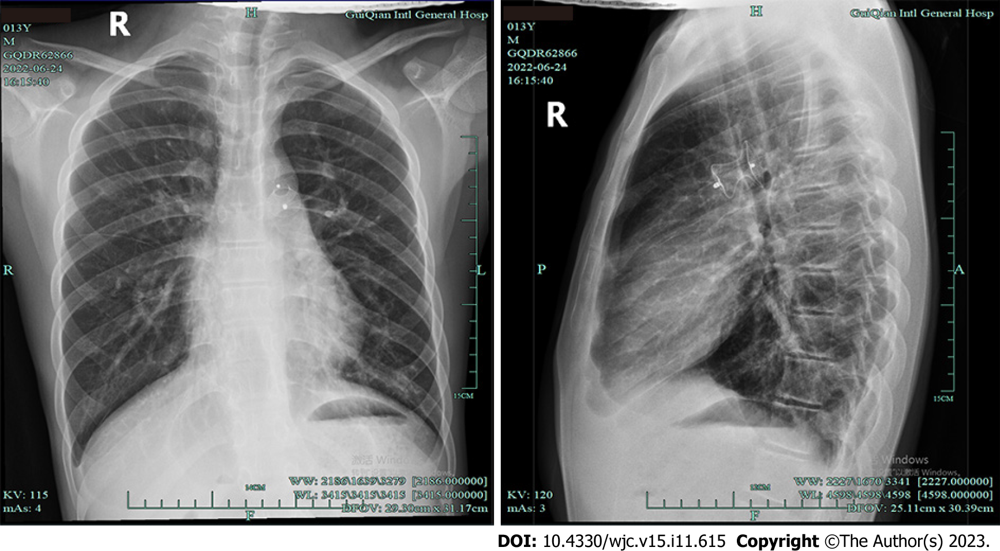 H
GuiQian Intl General Hosp
013Y
M
GQDR62866
2022-06-24
16:15:40
R
R
L
15CM
激活 Windows
KV: 115
mAs: 4
14CM
F
WW: 2186\1639\3279 [2186.000000]
WL: 3415\3415\3415 [3415.000000]
DFOV: 29.30cm x 31.17cm
H
GuiQian Intl General Hosp
013Y
M
GQDR62866
2022-06-24
16:15:40
R
P
A
15CM
Windows
以激活 Windows。
KV: 120
mAs: 3
12CM
F
WW: 2227\1670\3341 [2227.000000]
WL: 4598\4598\4598 [4598.000000]
DFOV: 25.11cm x 30.39cm
DOI: 10.4330/wjc.v15.i11.615 Copyright ©The Author(s) 2023.